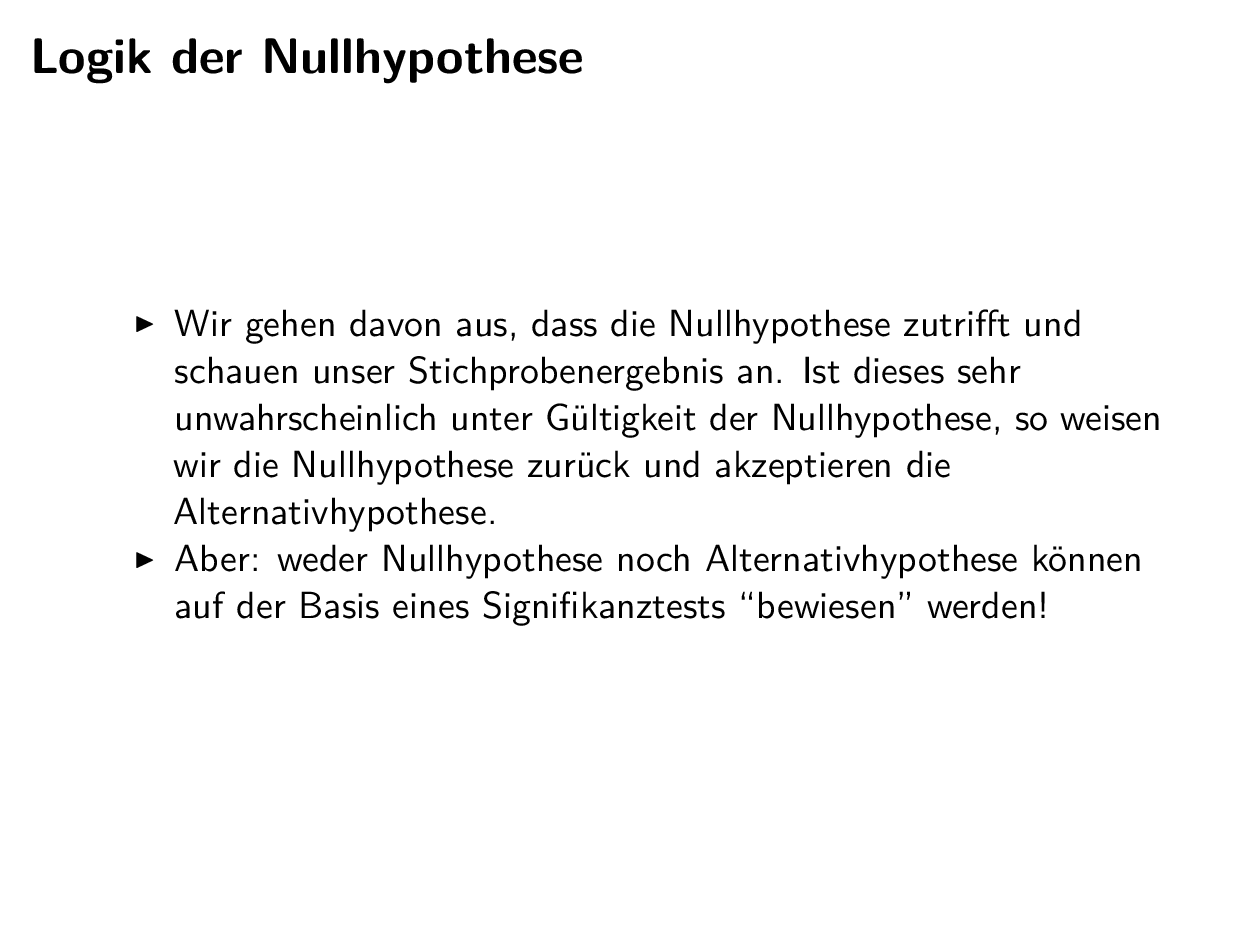 Logik der Nullhypothese
▶ Wir gehen davon aus, dass die Nullhypothese zutrifft und
schauen unser Stichprobenergebnis an. Ist dieses sehr
unwahrscheinlich unter Gültigkeit der Nullhypothese, so weisen
wir die Nullhypothese zurück und akzeptieren die
Alternativhypothese.
▶ Aber: weder Nullhypothese noch Alternativhypothese können
auf der Basis eines Signifikanztests “bewiesen” werden!